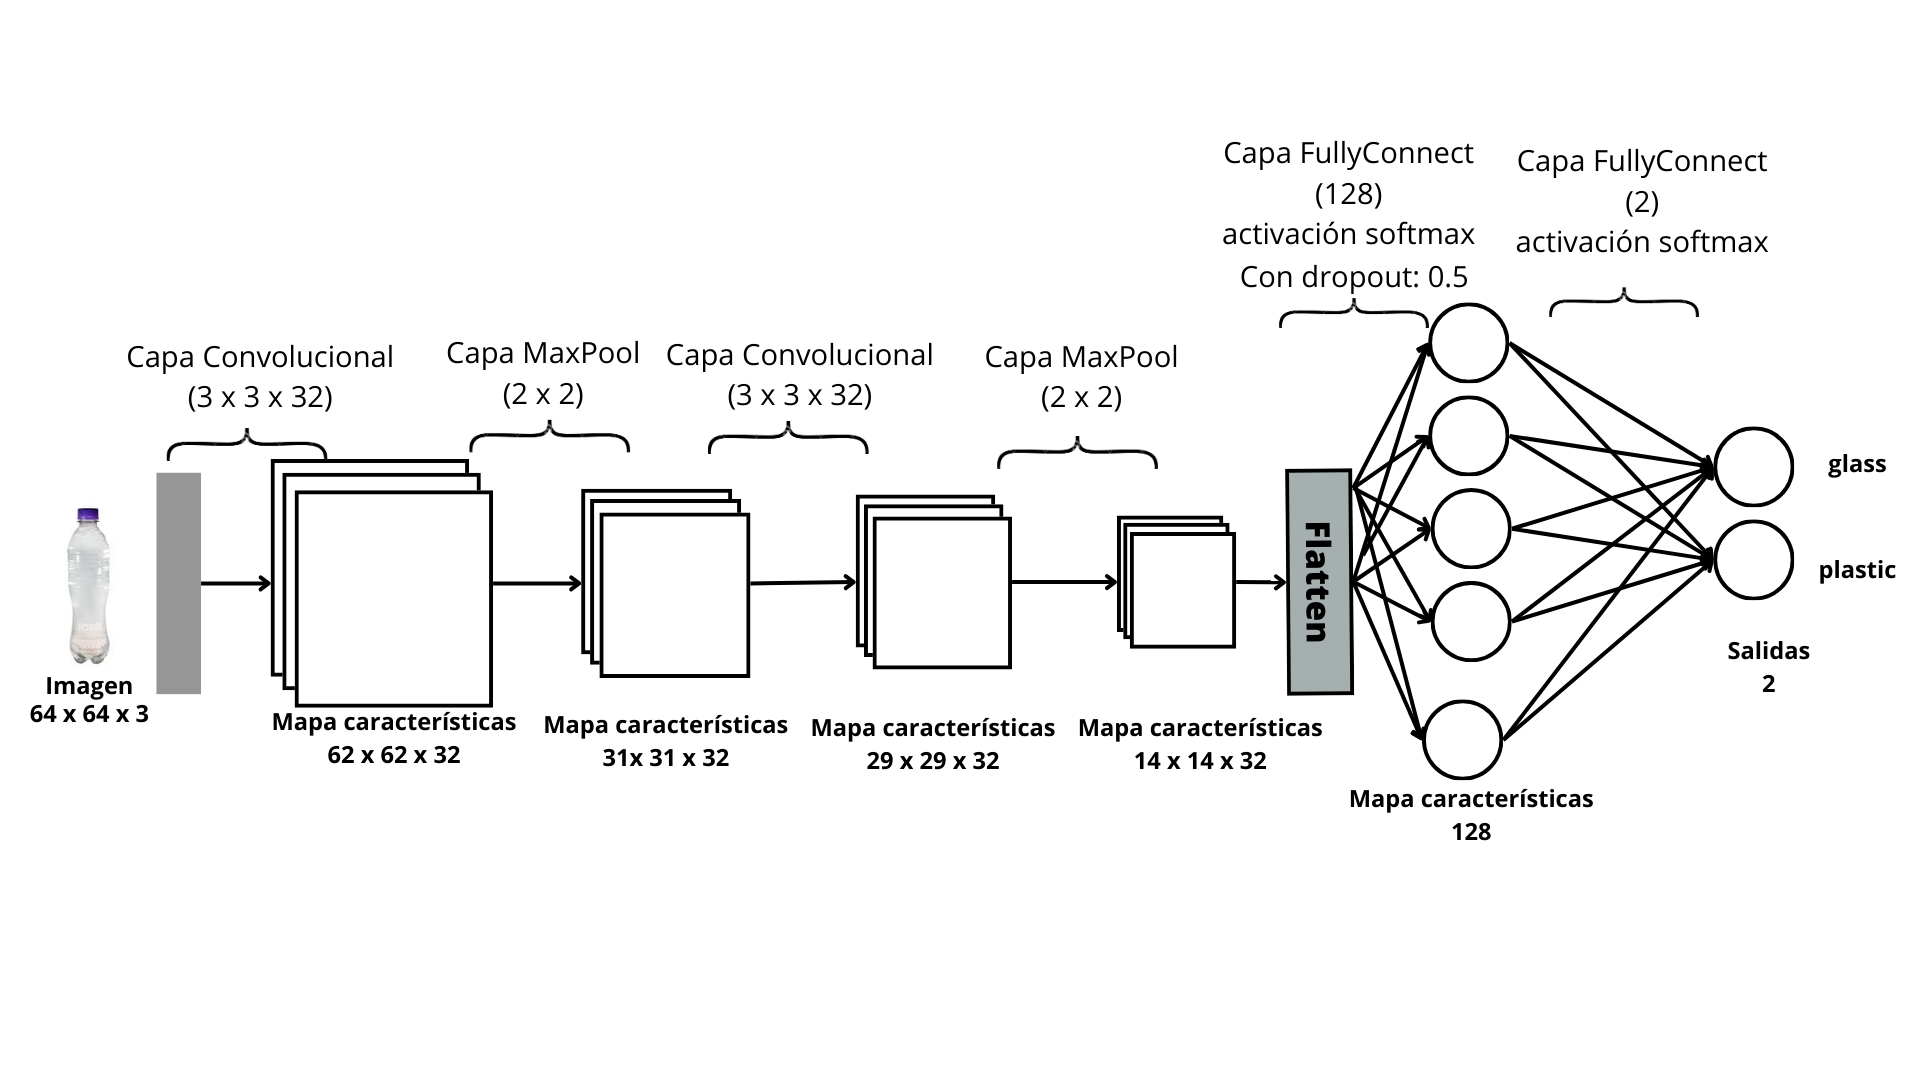 Capa FullyConnect
(128)
activación softmax
Con dropout: 0.5
Capa FullyConnect
(2)
activación softmax
Capa Convolucional
(3 x 3 x 32)
Capa MaxPool
(2 x 2)
Capa Convolucional
(3 x 3 x 32)
Capa MaxPool
(2 x 2)
Imagen
64 x 64 x 3
Mapa características
62 x 62 x 32
Mapa características
31x 31 x 32
Mapa características
29 x 29 x 32
Mapa características
14 x 14 x 32
Flatten
Mapa características
128
glass
plastic
Salidas
2